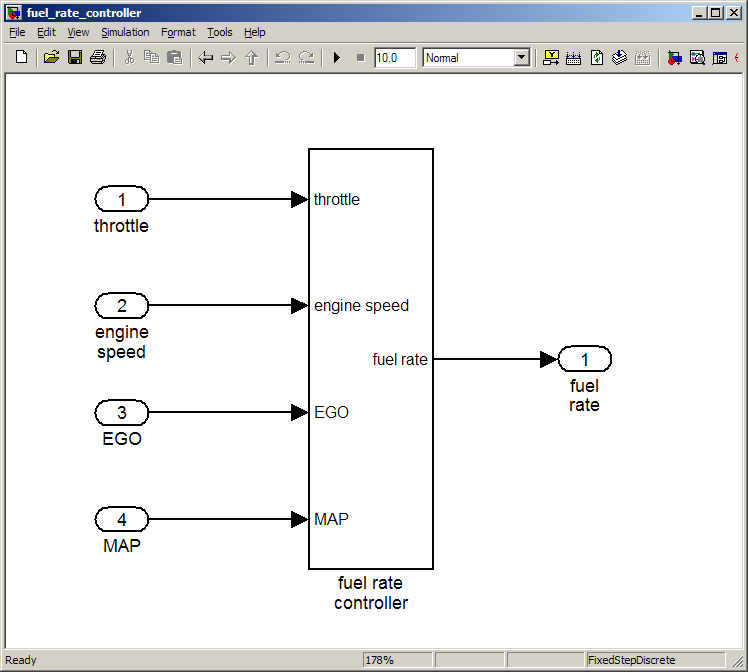 fuel_rate_controller
File Edit View Simulation Format Tools Help
10.0 Normal
1
throttle
throttle
2
engine
speed
engine speed
fuel rate
1
fuel
rate
3
EGO
EGO
4
MAP
MAP
fuel rate
controller
Ready 178% FixedStepDiscrete